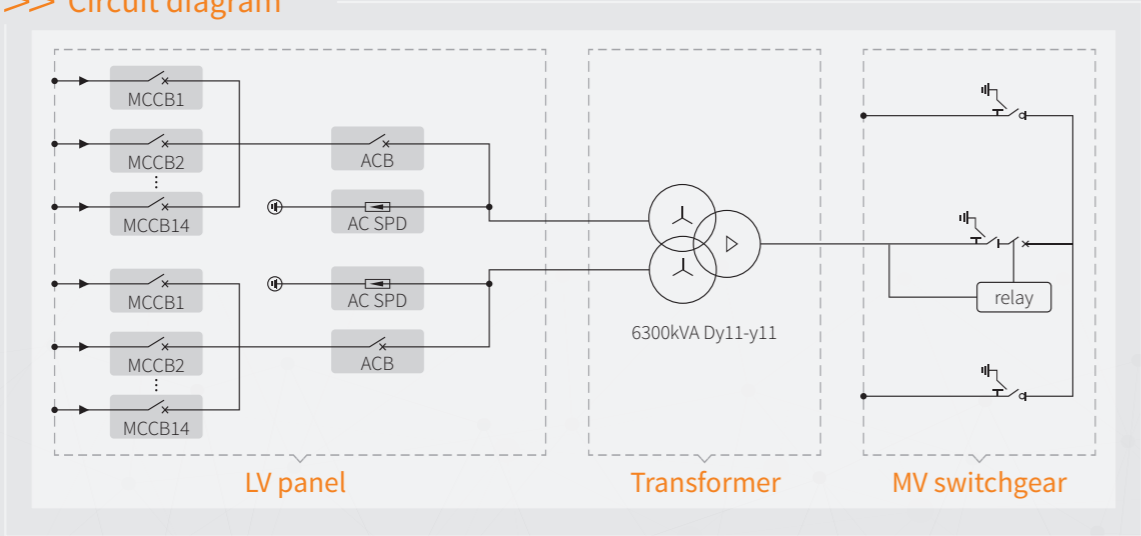 >> Circuit diagram
MCCB1
MCCB2
MCCB14
ACB
AC SPD
MCCB1
MCCB2
MCCB14
AC SPD
ACB
6300kVA Dy11-y11
relay
LV panel
Transformer
MV switchgear